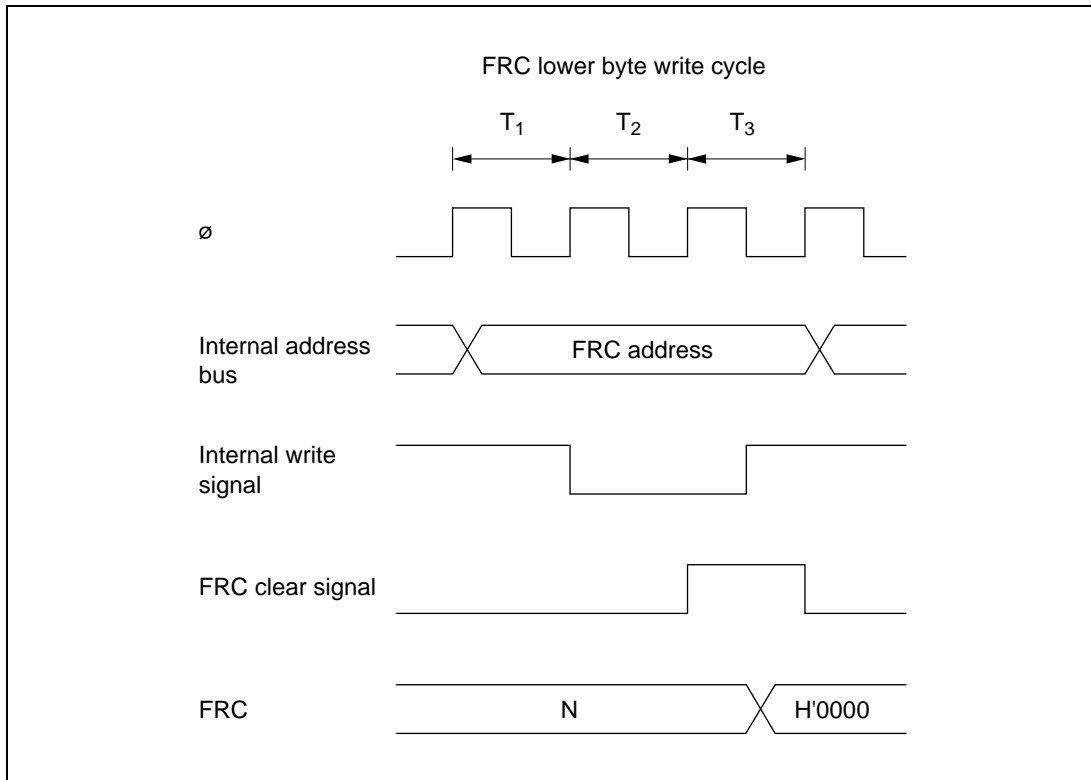 FRC lower byte write cycle
T1 T2 T3
ø
Internal address
bus
FRC address
Internal write
signal
FRC clear signal
FRC
N
H'0000